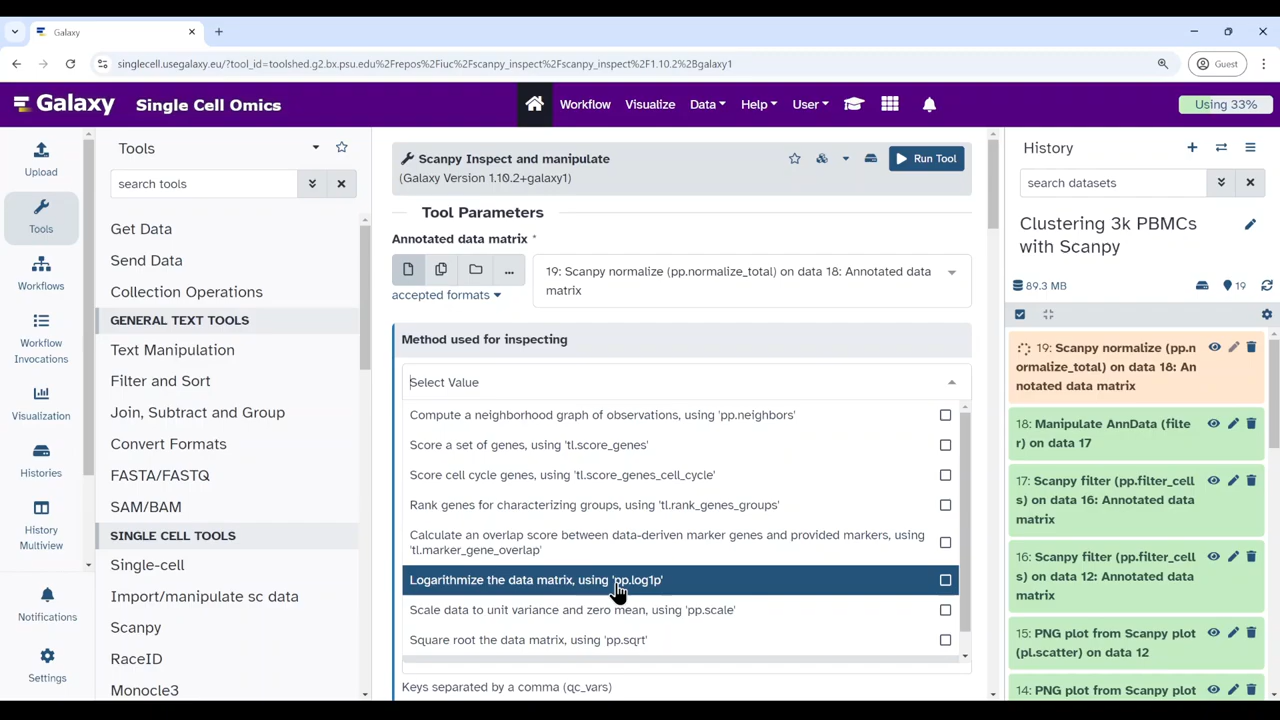 Galaxy
singlecell.usegalaxy.eu/?tool_id=toolshed.g2.bx.psu.edu%2Frepos%2Fiuc%2Fscanpy_inspect%2Fscanpy_inspect%2F1.10.2%2Bgalaxy1
Guest
Galaxy Single Cell Omics
Workflow Visualize Data Help User
Using 33%
Upload
Tools
Workflows
Workflow
Invocations
Visualization
Histories
History
Multiview
Notifications
Settings
Tools
search tools
Get Data
Send Data
Collection Operations
GENERAL TEXT TOOLS
Text Manipulation
Filter and Sort
Join, Subtract and Group
Convert Formats
FASTA/FASTQ
SAM/BAM
SINGLE CELL TOOLS
Single-cell
Import/manipulate sc data
Scanpy
RaceID
Monocle3
Scanpy Inspect and manipulate
(Galaxy Version 1.10.2+galaxy1)
Run Tool
Tool Parameters
Annotated data matrix *
...
accepted formats
19: Scanpy normalize (pp.normalize_total) on data 18: Annotated data
matrix
Method used for inspecting
Select Value
Compute a neighborhood graph of observations, using 'pp.neighbors'
Score a set of genes, using 'tl.score_genes'
Score cell cycle genes, using 'tl.score_genes_cell_cycle'
Rank genes for characterizing groups, using 'tl.rank_genes_groups'
Calculate an overlap score between data-driven marker genes and provided markers, using
'tl.marker_gene_overlap'
Logarithmize the data matrix, using 'pp.log1p'
Scale data to unit variance and zero mean, using 'pp.scale'
Square root the data matrix, using 'pp.sqrt'
Keys separated by a comma (qc_vars)
History
search datasets
Clustering 3k PBMCs
with Scanpy
89.3 MB
19
19: Scanpy normalize (pp.n
ormalize_total) on data 18: An
notated data matrix
18: Manipulate AnnData (filte
r) on data 17
17: Scanpy filter (pp.filter_cell
s) on data 16: Annotated data
matrix
16: Scanpy filter (pp.filter_cell
s) on data 12: Annotated data
matrix
15: PNG plot from Scanpy plot
(pl.scatter) on data 12
14: PNG plot from Scanpy plot